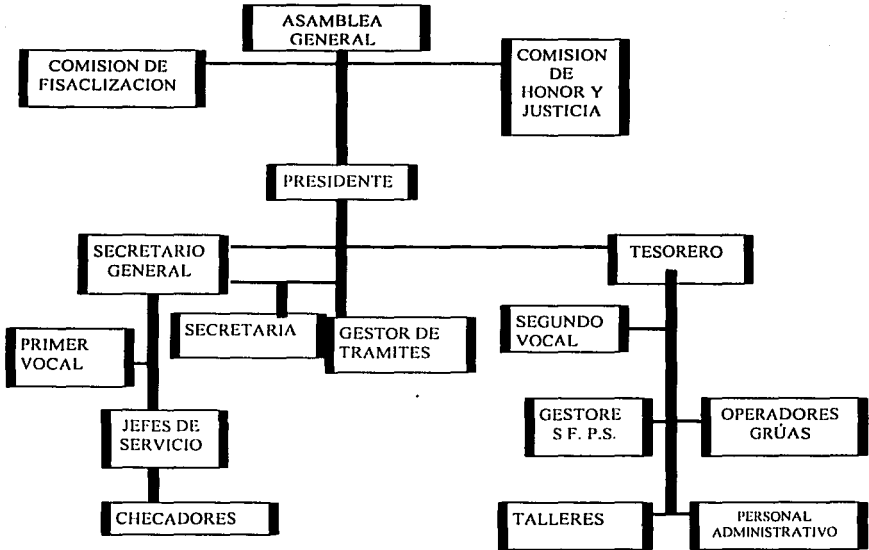 ASAMBLEA
GENERAL
COMISION DE
FISACLIZACION
COMISION
DE
HONOR Y
JUSTICIA
PRESIDENTE
SECRETARIO
GENERAL
TESORERO
SECRETARIA
GESTOR DE
TRAMITES
PRIMER
VOCAL
SEGUNDO
VOCAL
JEFES DE
SERVICIO
GESTORE
S F. P.S.
OPERADORES
GRÚAS
CHECADORES
TALLERES
PERSONAL
ADMINISTRATIVO